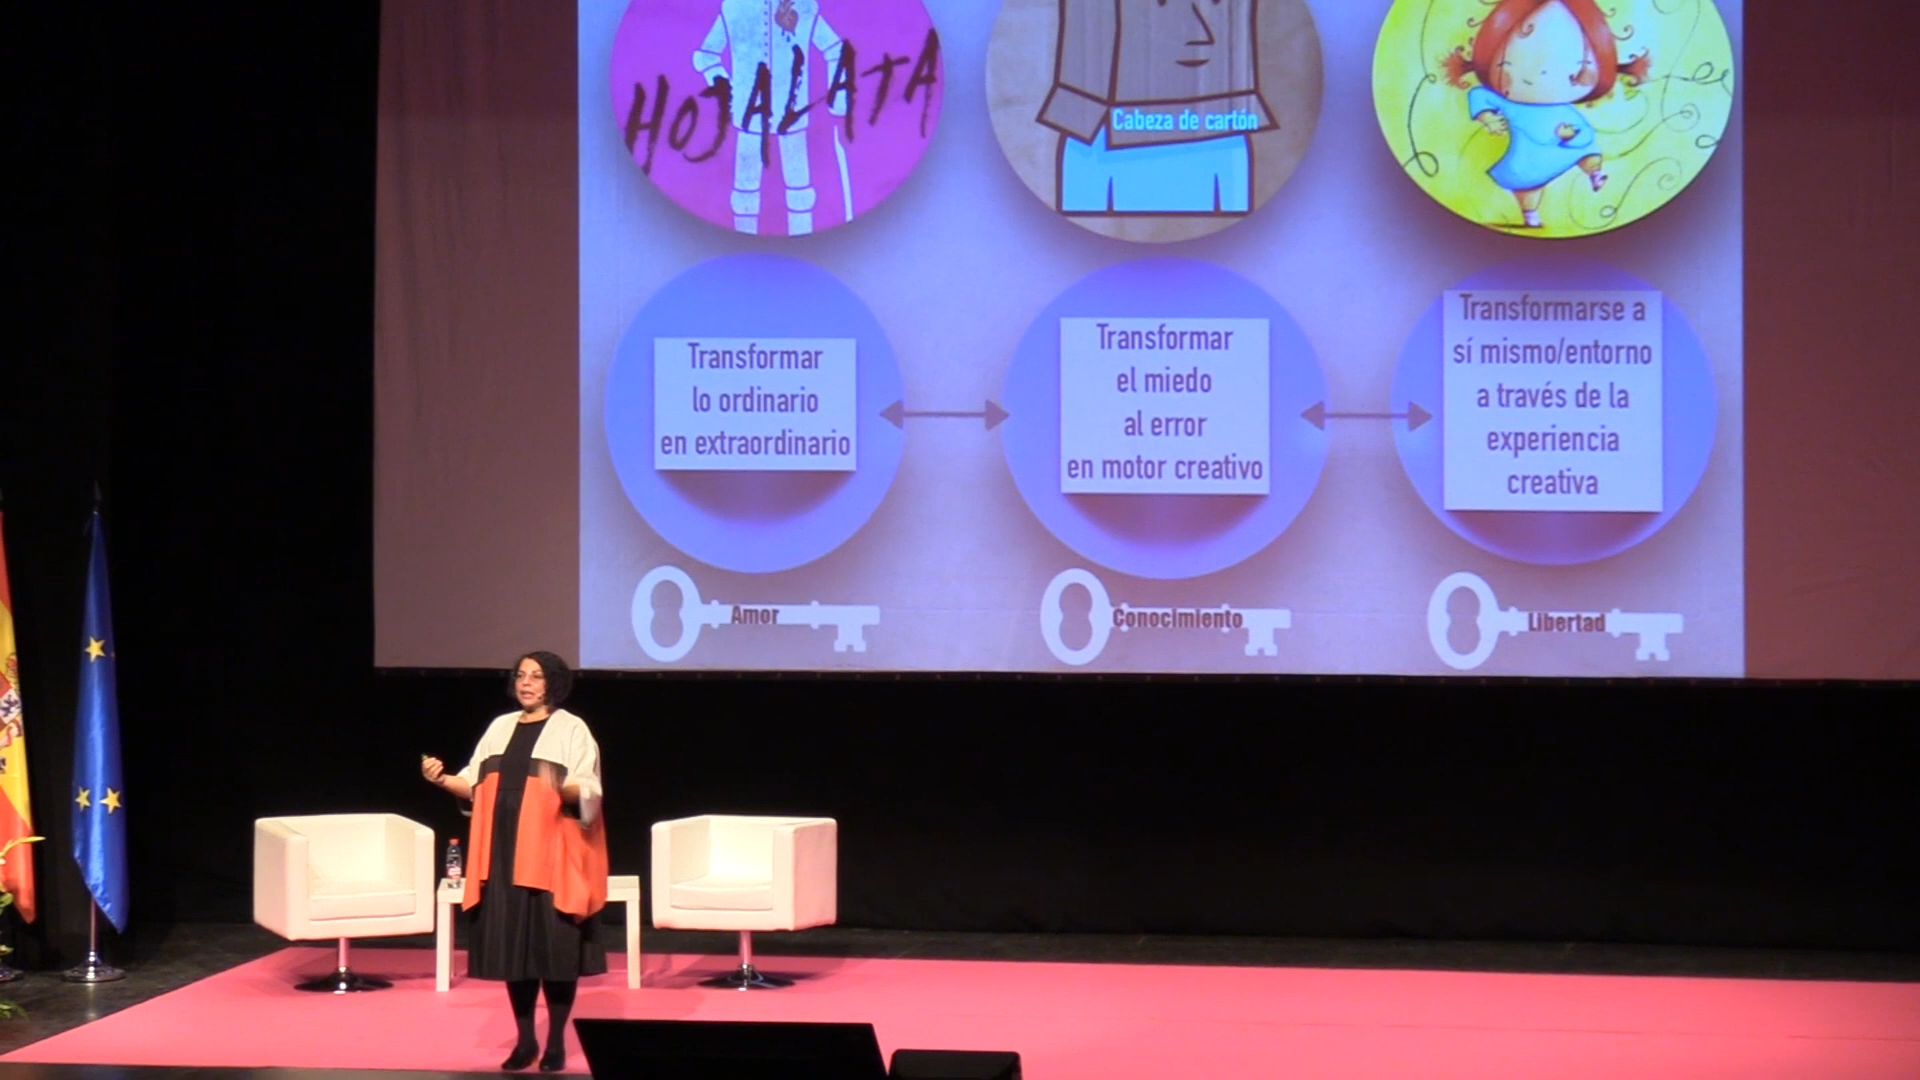 HOJALATA
Cabeza de cartón
Transformar
lo ordinario
en extraordinario
Transformar
el miedo
al error
en motor creativo
Transformarse a
sí mismo/entorno
a través de la
experiencia
creativa
Amor
Conocimiento
Libertad